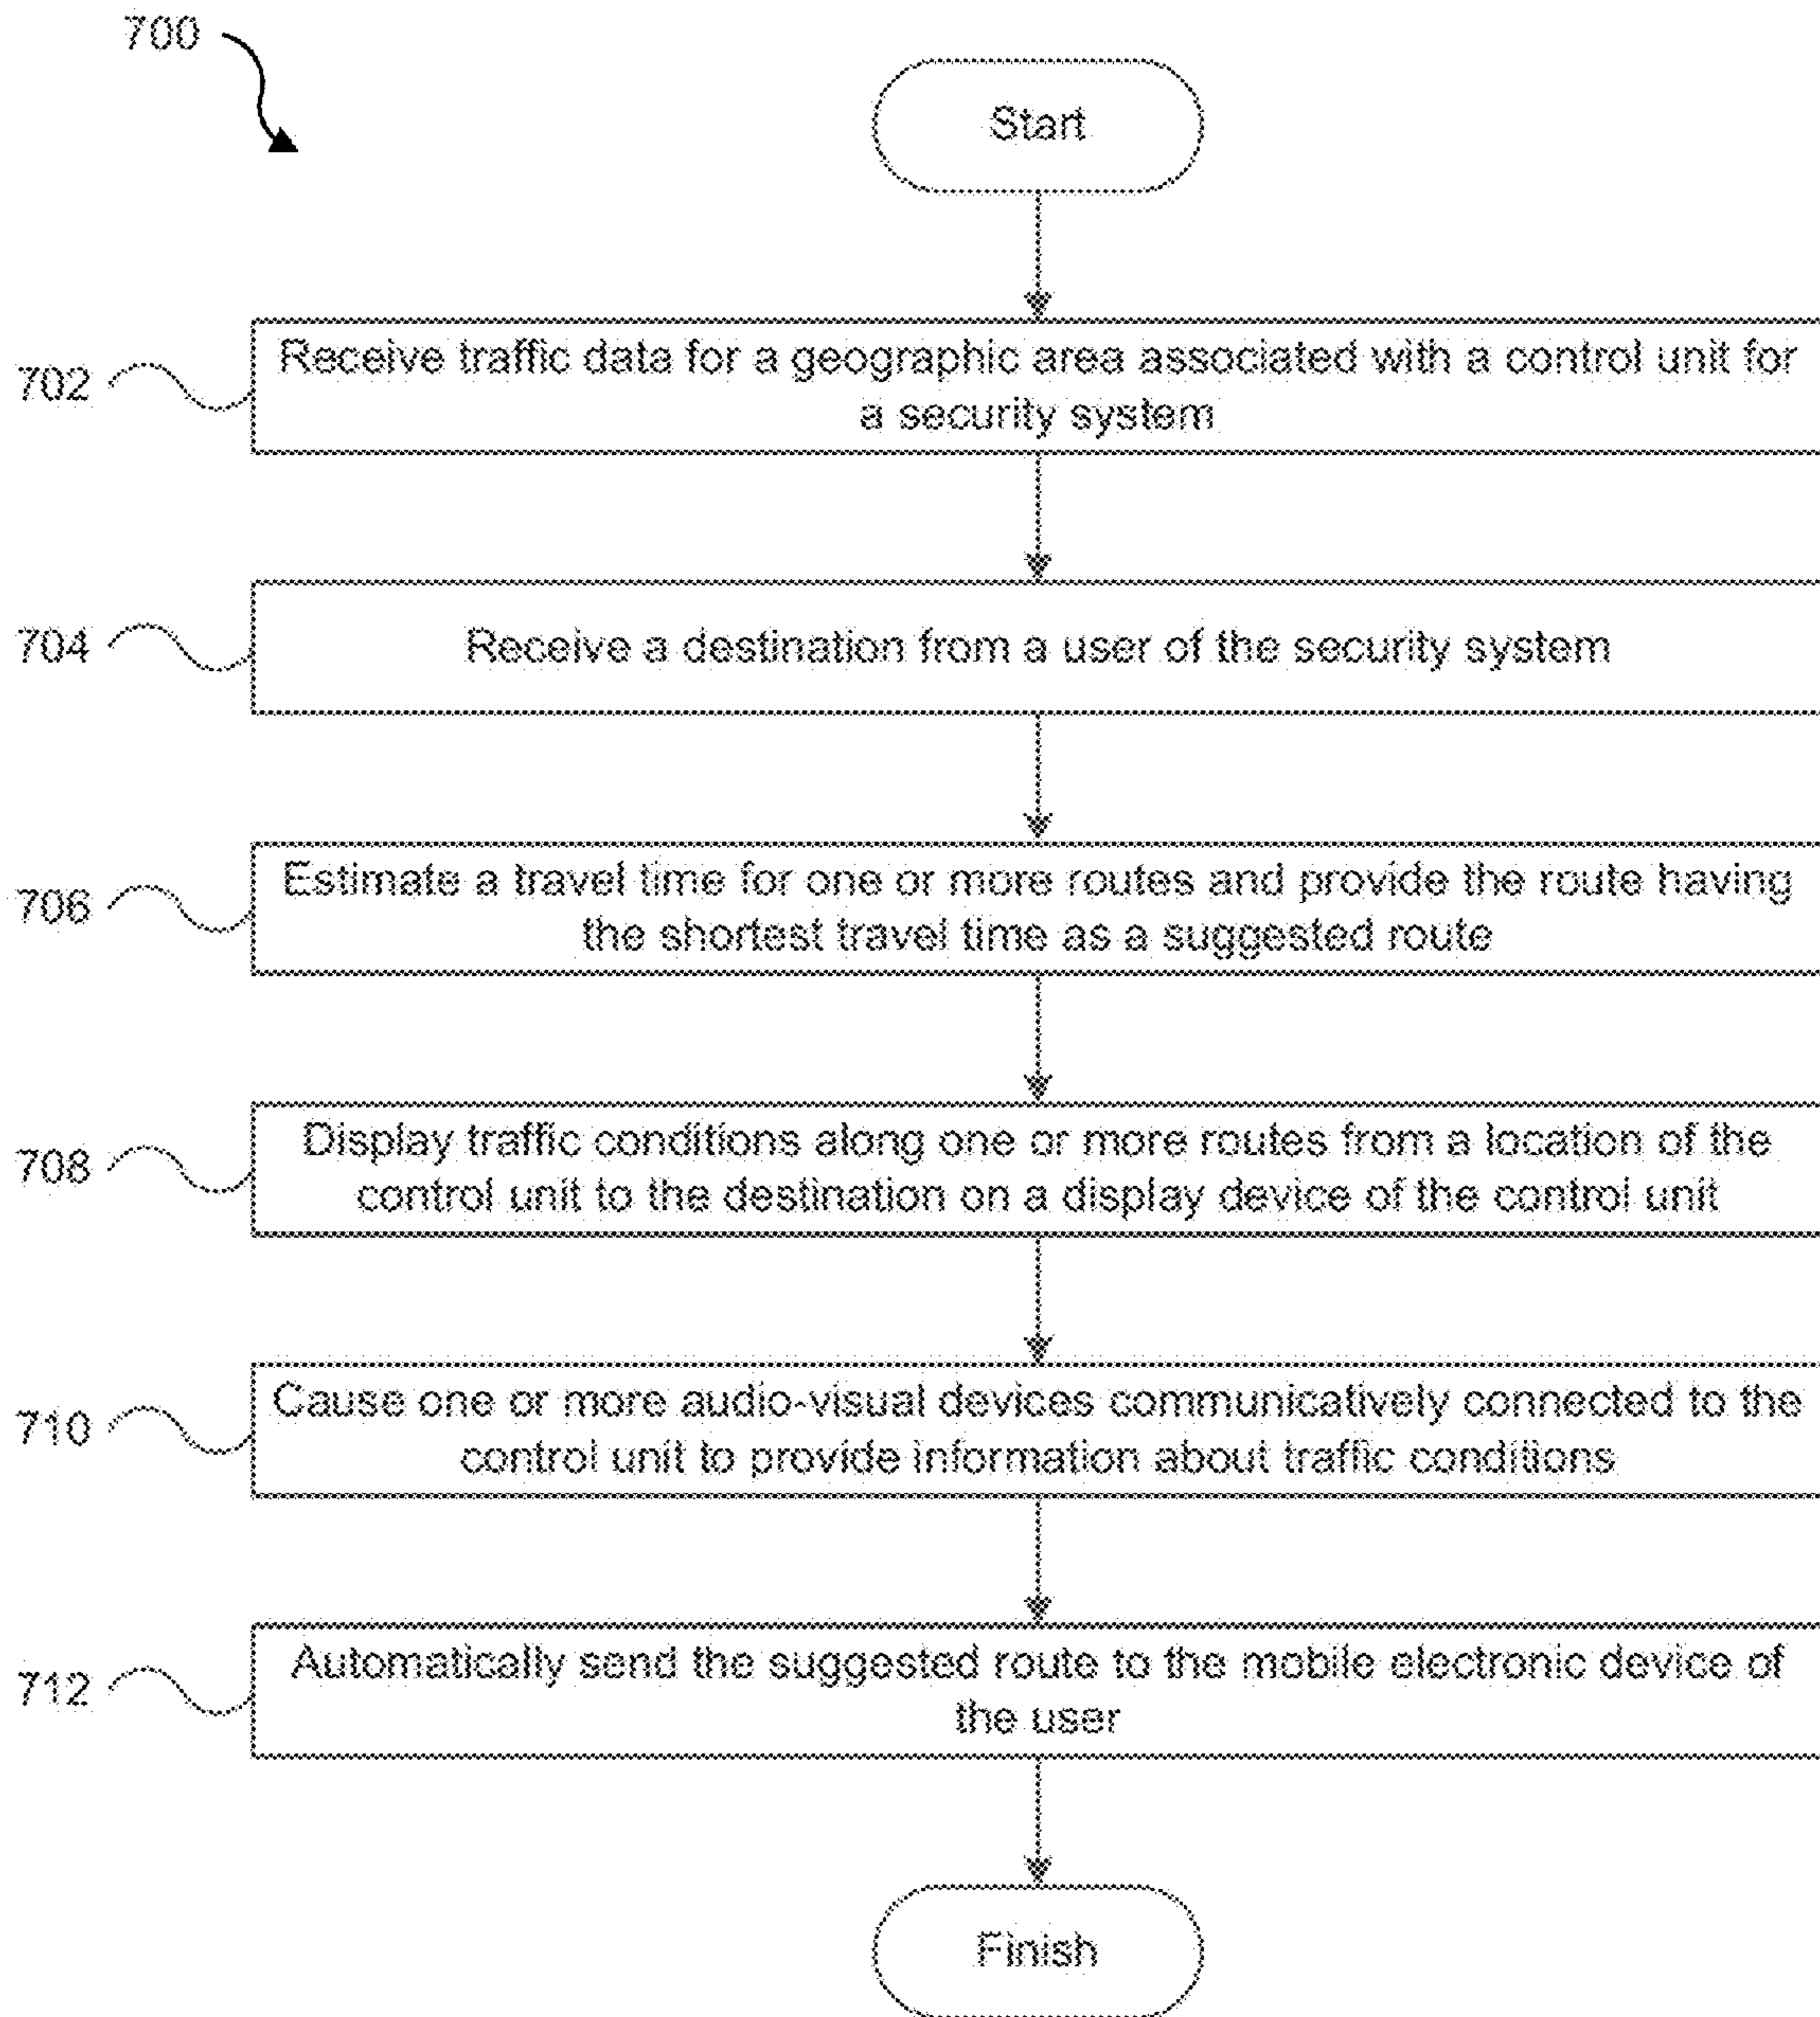 700
Start
702
Receive traffic data for a geographic area associated with a control unit for
a security system
704
Receive a destination from a user of the security system
706
Estimate a travel time for one or more routes and provide the route having
the shortest travel time as a suggested route
708
Display traffic conditions along one or more routes from a location of the
control unit to the destination on a display device of the control unit
710
Cause one or more audio-visual devices communicatively connected to the
control unit to provide information about traffic conditions
712
Automatically send the suggested route to the mobile electronic device of
the user
Finish